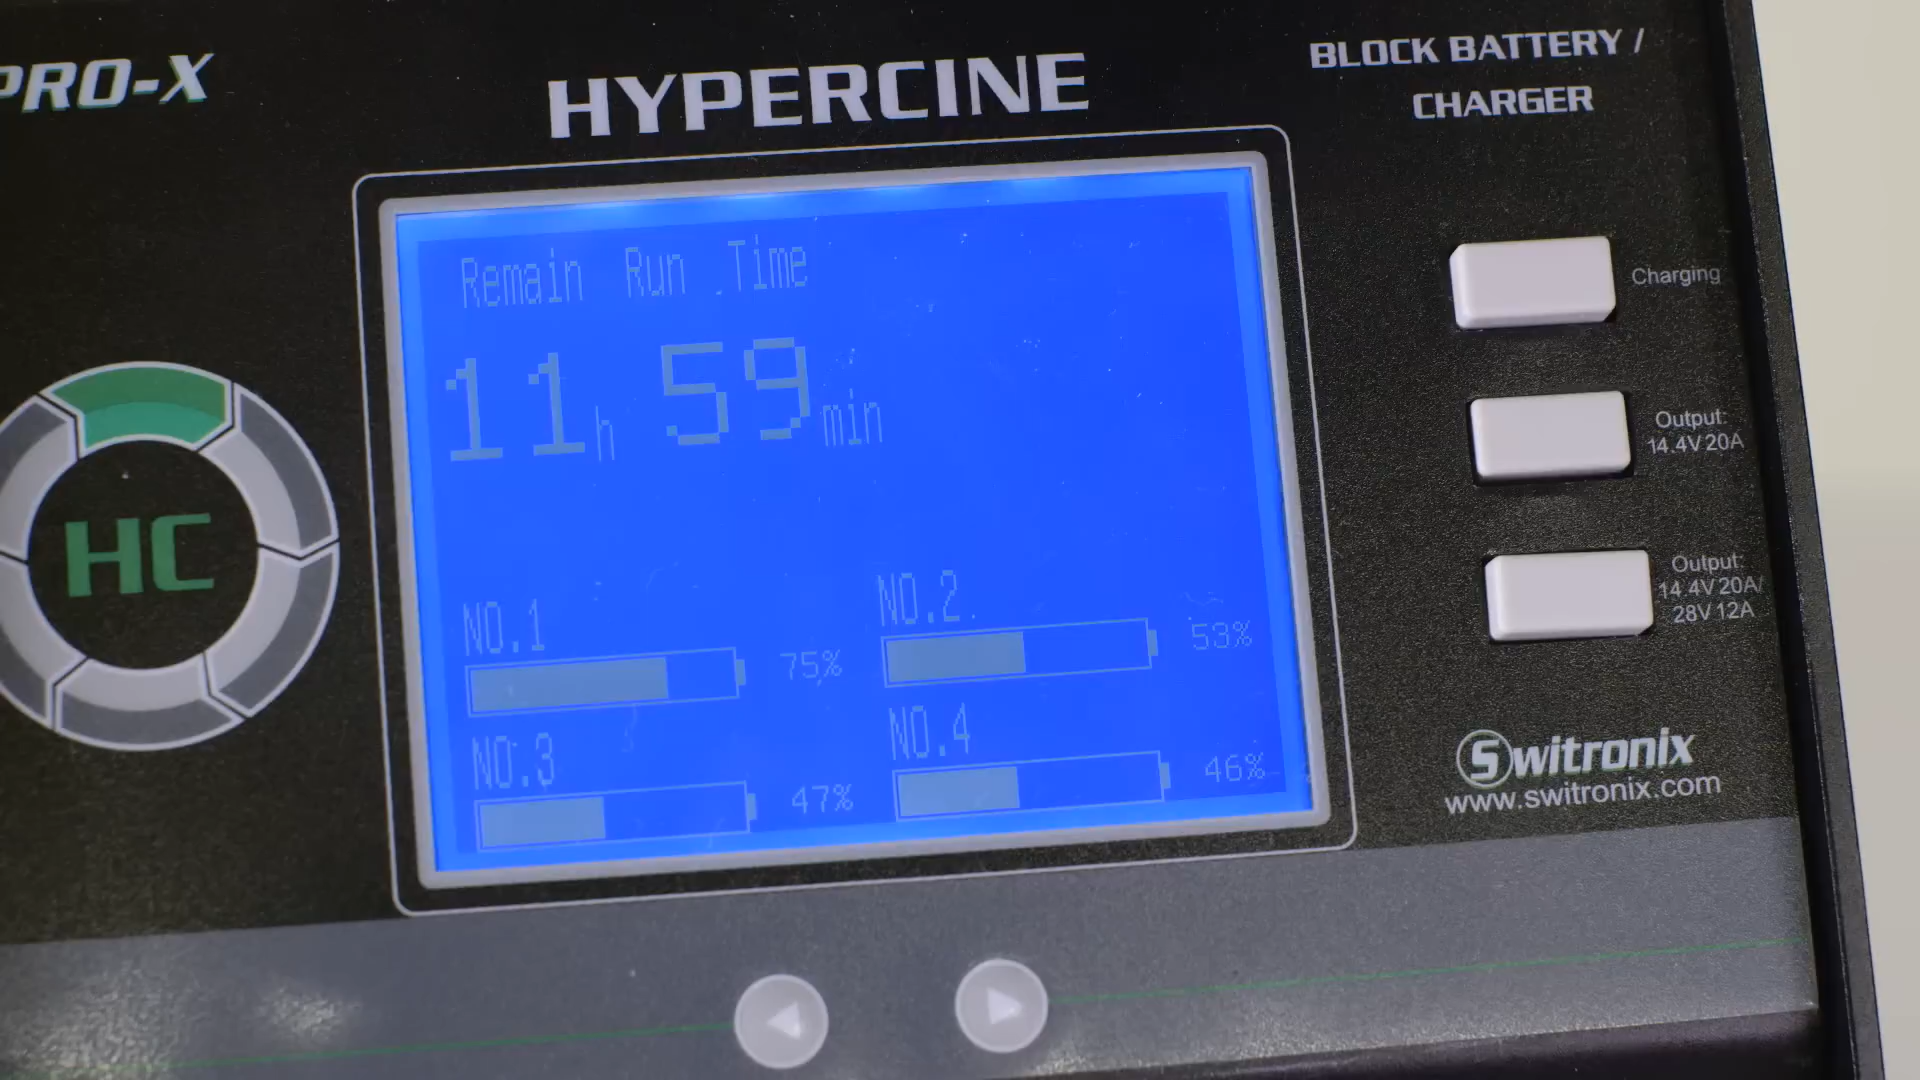 PRO-X
HYPERCINE
BLOCK BATTERY /
CHARGER
Remain Run Time
11h 59min
NO.1 75%
NO.2 53%
NO.3 47%
NO.4 46%
HC
Charging
Output:
14.4V 20A
Output:
14.4V 20A/
28V 12A
Switronix
www.switronix.com